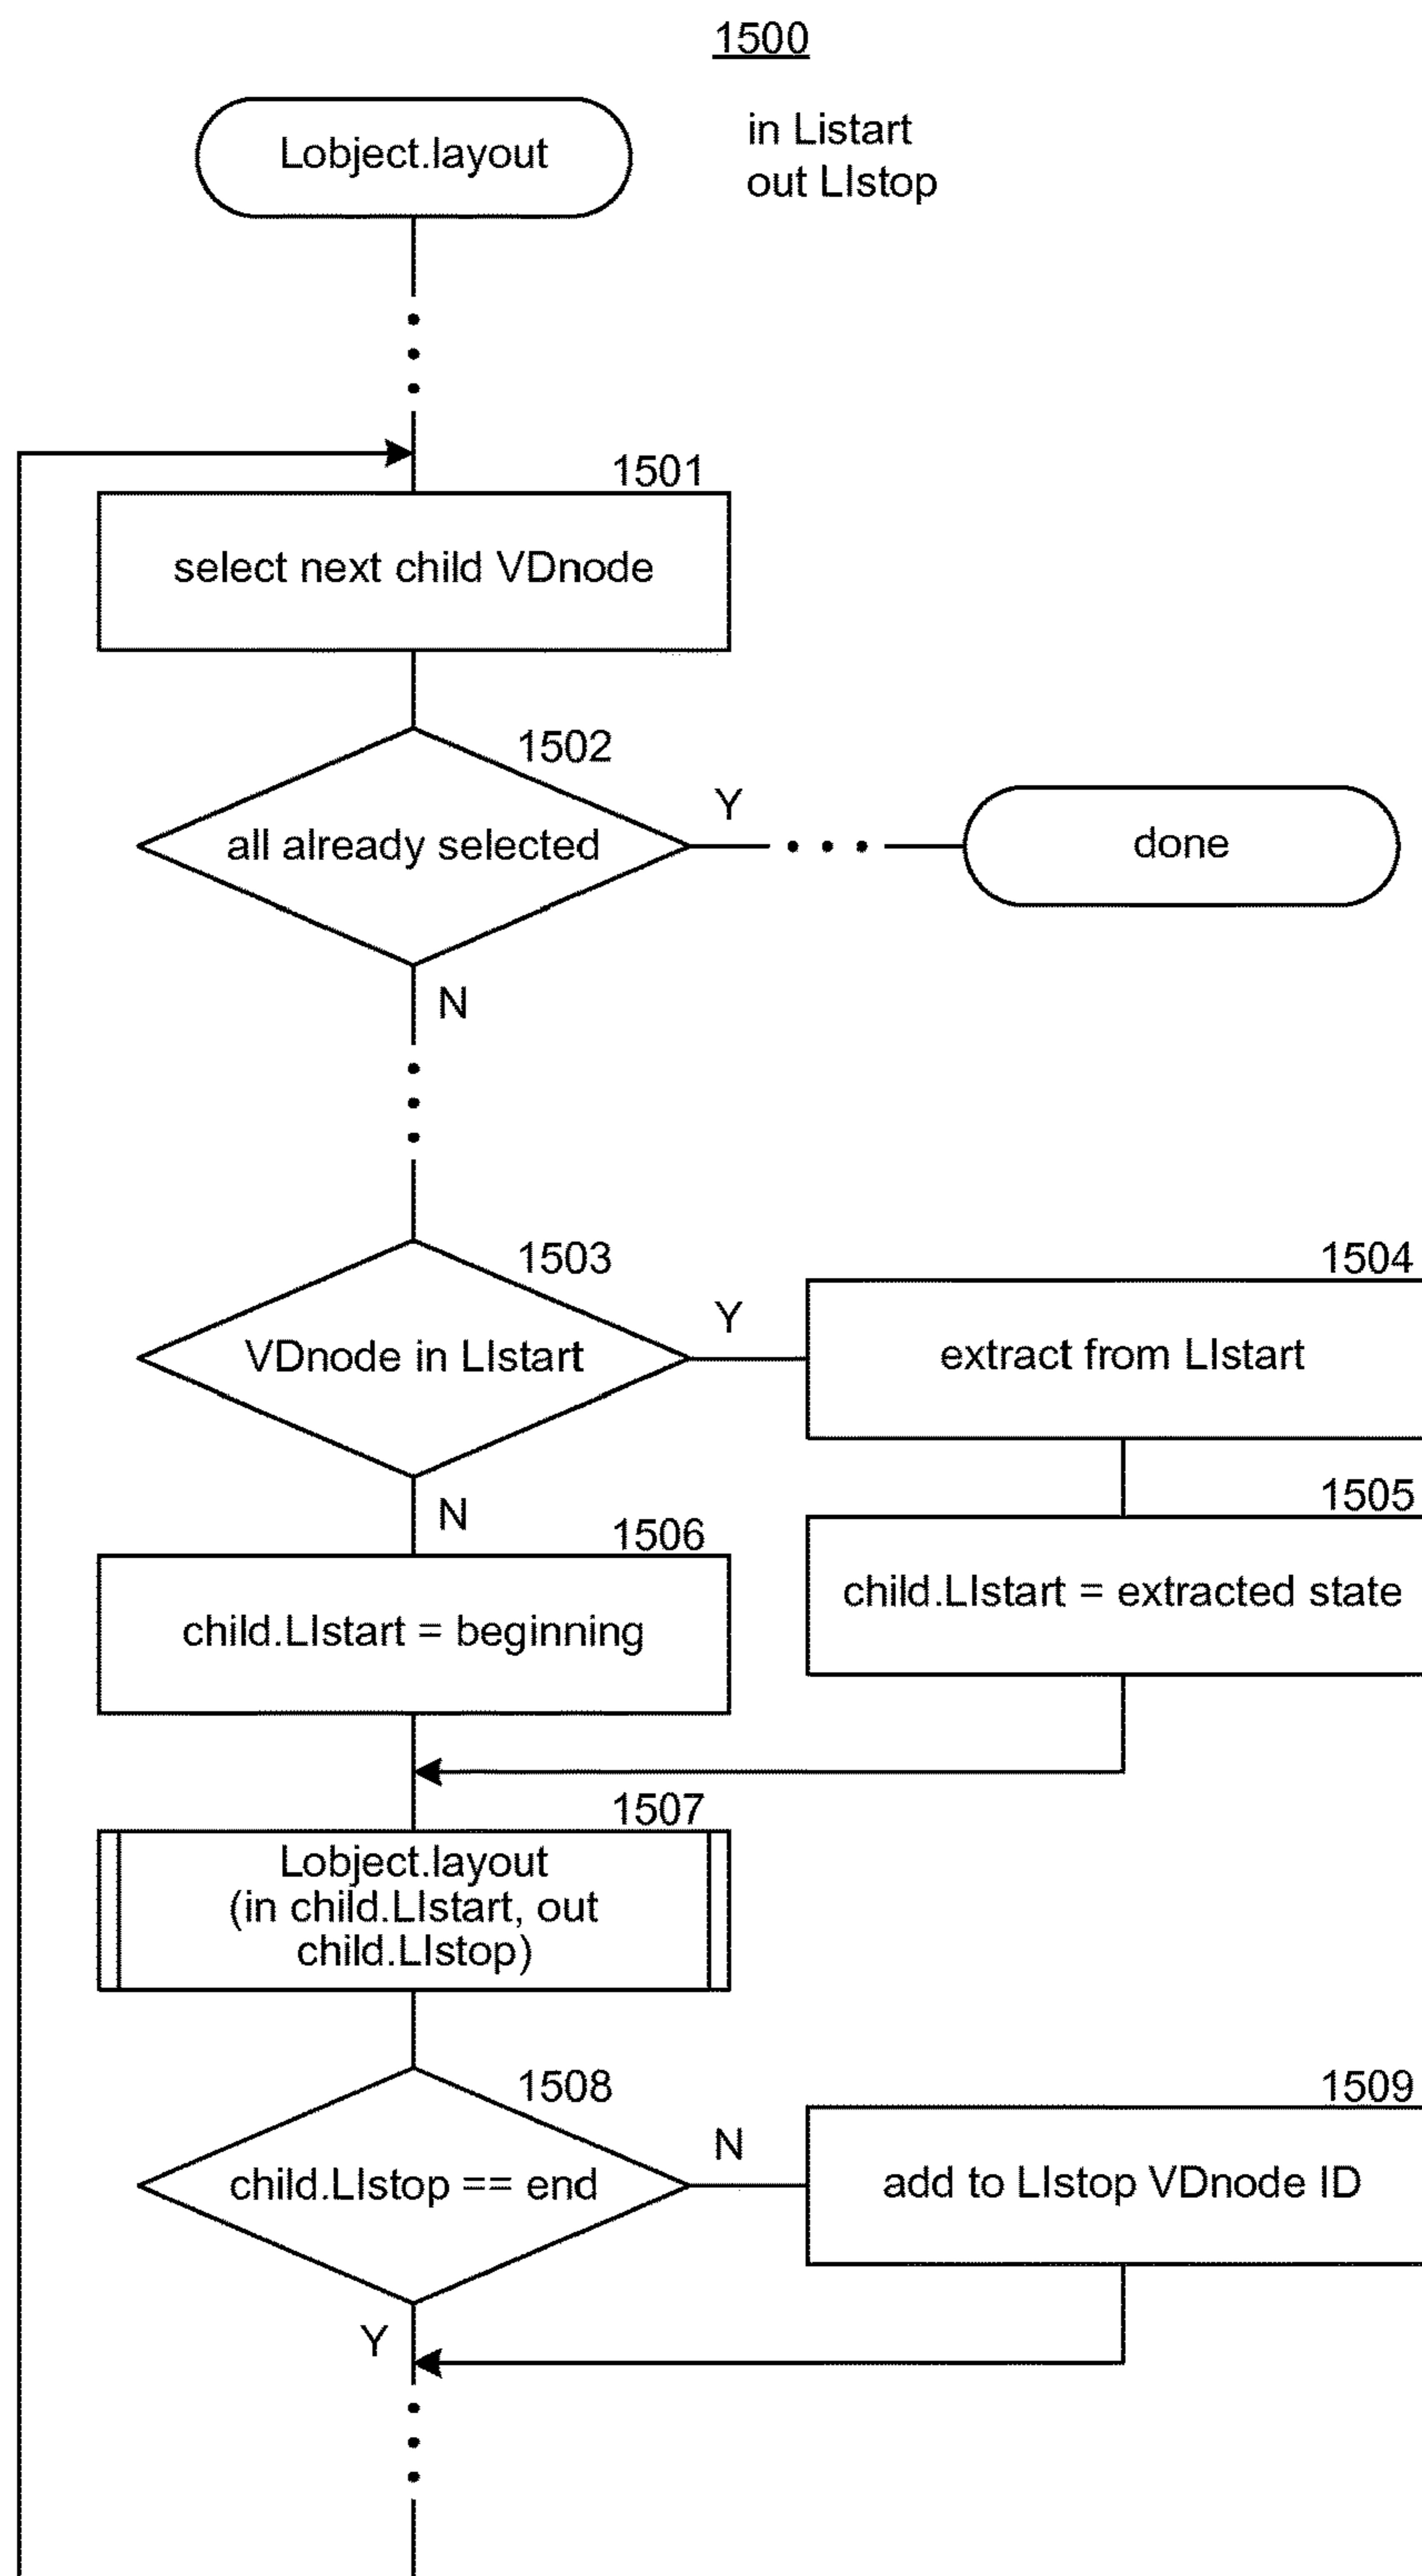 1500
Lobject.layout
in Listart
out LIstop
1501
select next child VDnode
1502
all already selected
Y
done
N
1503
VDnode in LIstart
Y
1504
extract from LIstart
N
1505
child.LIstart = extracted state
1506
child.LIstart = beginning
1507
Lobject.layout
(in child.LIstart, out
child.LIstop)
1508
child.LIstop == end
N
1509
add to LIstop VDnode ID
Y